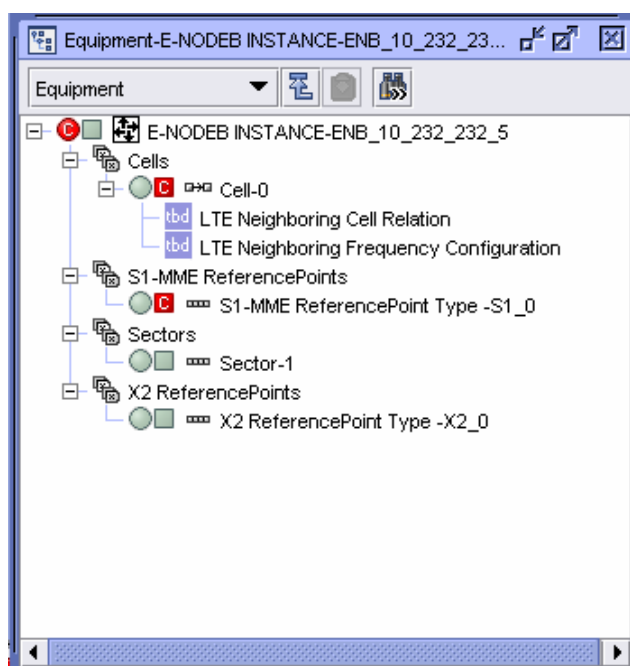 Equipment-E-NODEB INSTANCE-ENB_10_232_23...
Equipment
C E-NODEB INSTANCE-ENB_10_232_232_5
Cells
C Cell-0
tbd LTE Neighboring Cell Relation
tbd LTE Neighboring Frequency Configuration
S1-MME ReferencePoints
C S1-MME ReferencePoint Type -S1_0
Sectors
Sector-1
X2 ReferencePoints
X2 ReferencePoint Type -X2_0